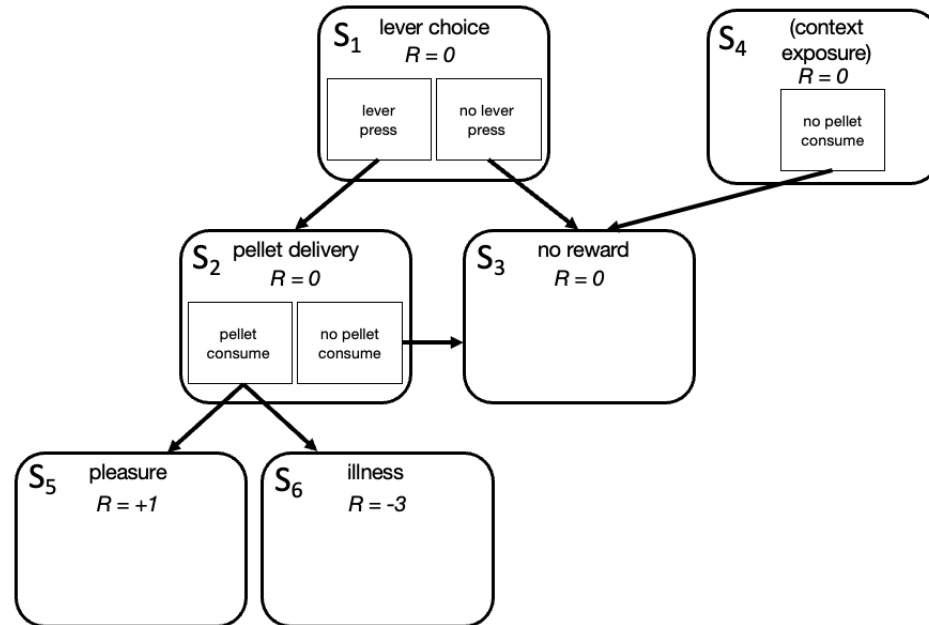 S1 lever choice
R = 0
lever
press
no lever
press
S4 (context
exposure)
R = 0
no pellet
consume
S2 pellet delivery
R = 0
pellet
consume
no pellet
consume
S3 no reward
R = 0
S5 pleasure
R = +1
S6 illness
R = -3